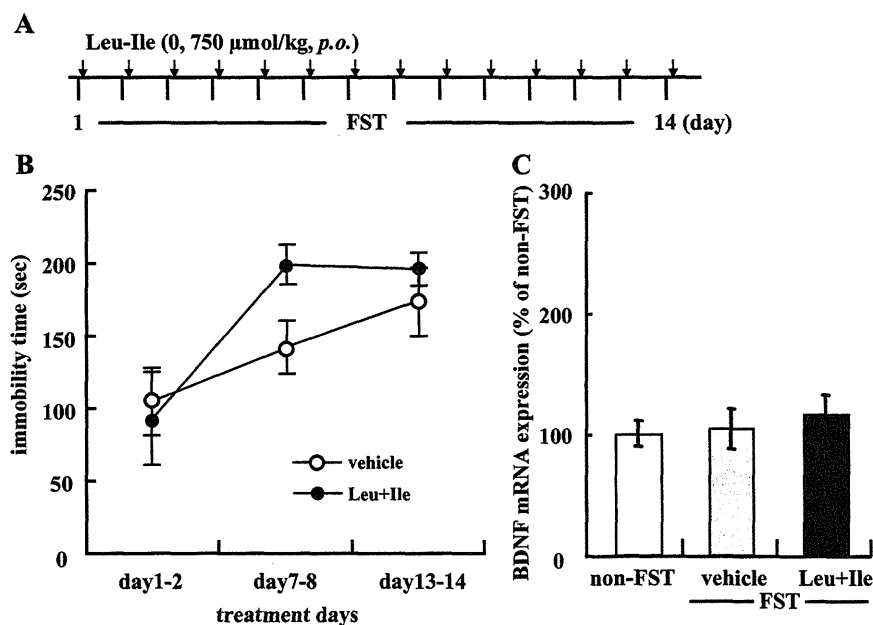 A
Leu-Ile (0, 750 µmol/kg, p.o.)
1 FST 14 (day)
B
250
200
150
100
50
0
immobility time (sec)
vehicle
Leu+Ile
day1-2 day7-8 day13-14
treatment days
C
300
200
100
0
BDNF mRNA expression (% of non-FST)
non-FST vehicle Leu+Ile
FST